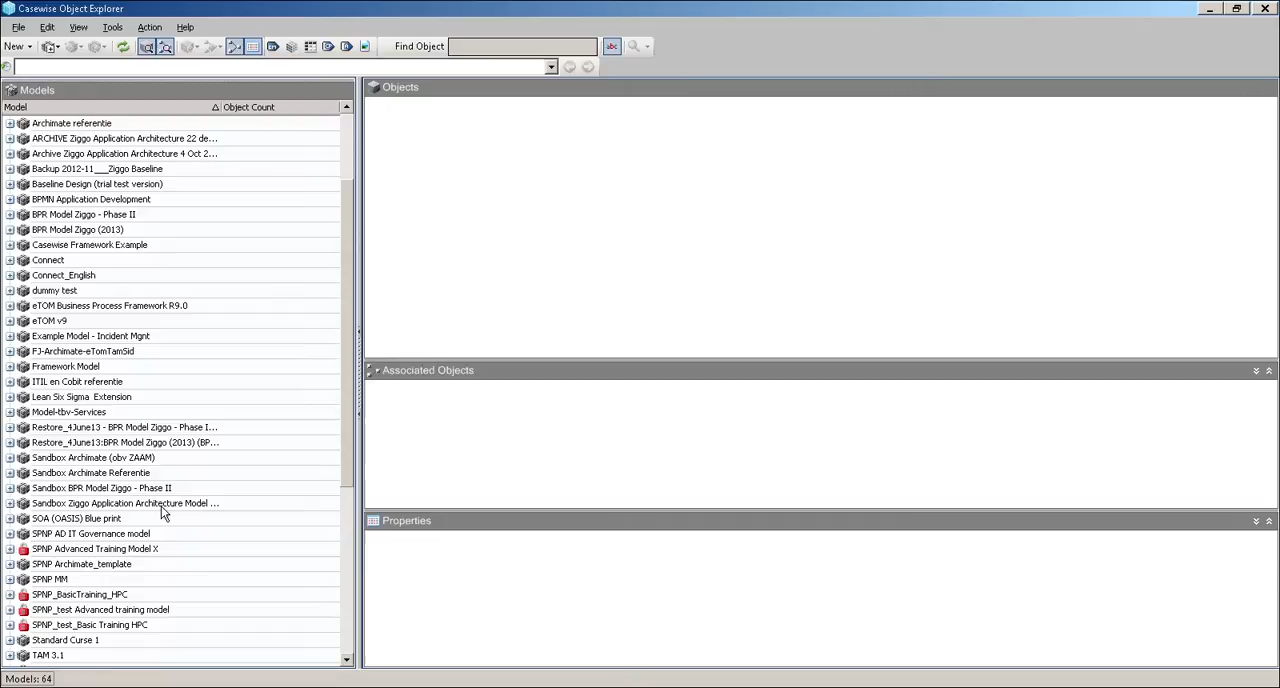 Casewise Object Explorer
File Edit View Tools Action Help
New Find Object abc
Models
Objects
Model Object Count
Archimate referentie
ARCHIVE Ziggo Application Architecture 22 de...
Archive Ziggo Application Architecture 4 Oct 2...
Backup 2012-11___Ziggo Baseline
Baseline Design (trial test version)
BPMN Application Development
BPR Model Ziggo - Phase II
BPR Model Ziggo (2013)
Casewise Framework Example
Connect
Connect_English
dummy test
eTOM Business Process Framework R9.0
eTOM v9
Example Model - Incident Mgnt
FJ-Archimate-eTomTamSid
Framework Model
Associated Objects
ITIL en Cobit referentie
Lean Six Sigma Extension
Model-tbv-Services
Restore_4June13 - BPR Model Ziggo - Phase I...
Restore_4June13:BPR Model Ziggo (2013) (BP...
Sandbox Archimate (obv ZAAM)
Sandbox Archimate Referentie
Sandbox BPR Model Ziggo - Phase II
Sandbox Ziggo Application Architecture Model ...
SOA (OASIS) Blue print
Properties
SPNP AD IT Governance model
SPNP Advanced Training Model X
SPNP Archimate_template
SPNP MM
SPNP_BasicTraining_HPC
SPNP_test Advanced training model
SPNP_test_Basic Training HPC
Standard Curse 1
TAM 3.1
Models: 64